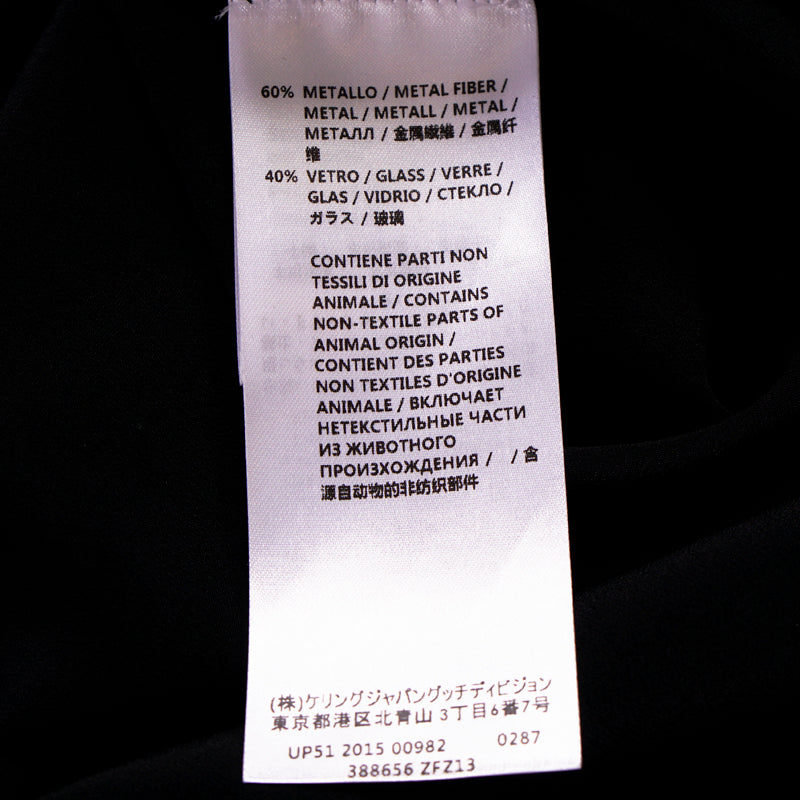 60% METALLO / METAL FIBER /
METAL / METALL / METAL /
МЕТАЛЛ / 金属繊維 / 金属纤
维
40% VETRO / GLASS / VERRE /
GLAS / VIDRIO / СТЕКЛО /
ガラス / 玻璃
CONTIENE PARTI NON
TESSILI DI ORIGINE
ANIMALE / CONTAINS
NON-TEXTILE PARTS OF
ANIMAL ORIGIN /
CONTIENT DES PARTIES
NON TEXTILES D'ORIGINE
ANIMALE / ВКЛЮЧАЕТ
НЕТЕКСТИЛЬНЫЕ ЧАСТИ
ИЗ ЖИВОТНОГО
ПРОИЗХОЖДЕНИЯ / / 含
源自动物的非纺织部件
(株)ケリングジャパングッチディビジョン
東京都港区北青山 3丁目6番7号
UP51 2015 00982 0287
388656 ZFZ13